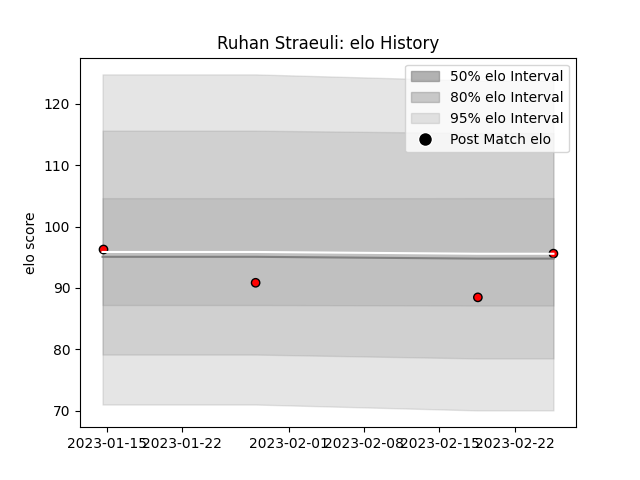 Ruhan Straeuli: elo History
50% elo Interval
80% elo Interval
95% elo Interval
Post Match elo
elo score
120
110
100
90
80
70
2023-01-15 2023-01-22 2023-02-01 2023-02-08 2023-02-15 2023-02-22